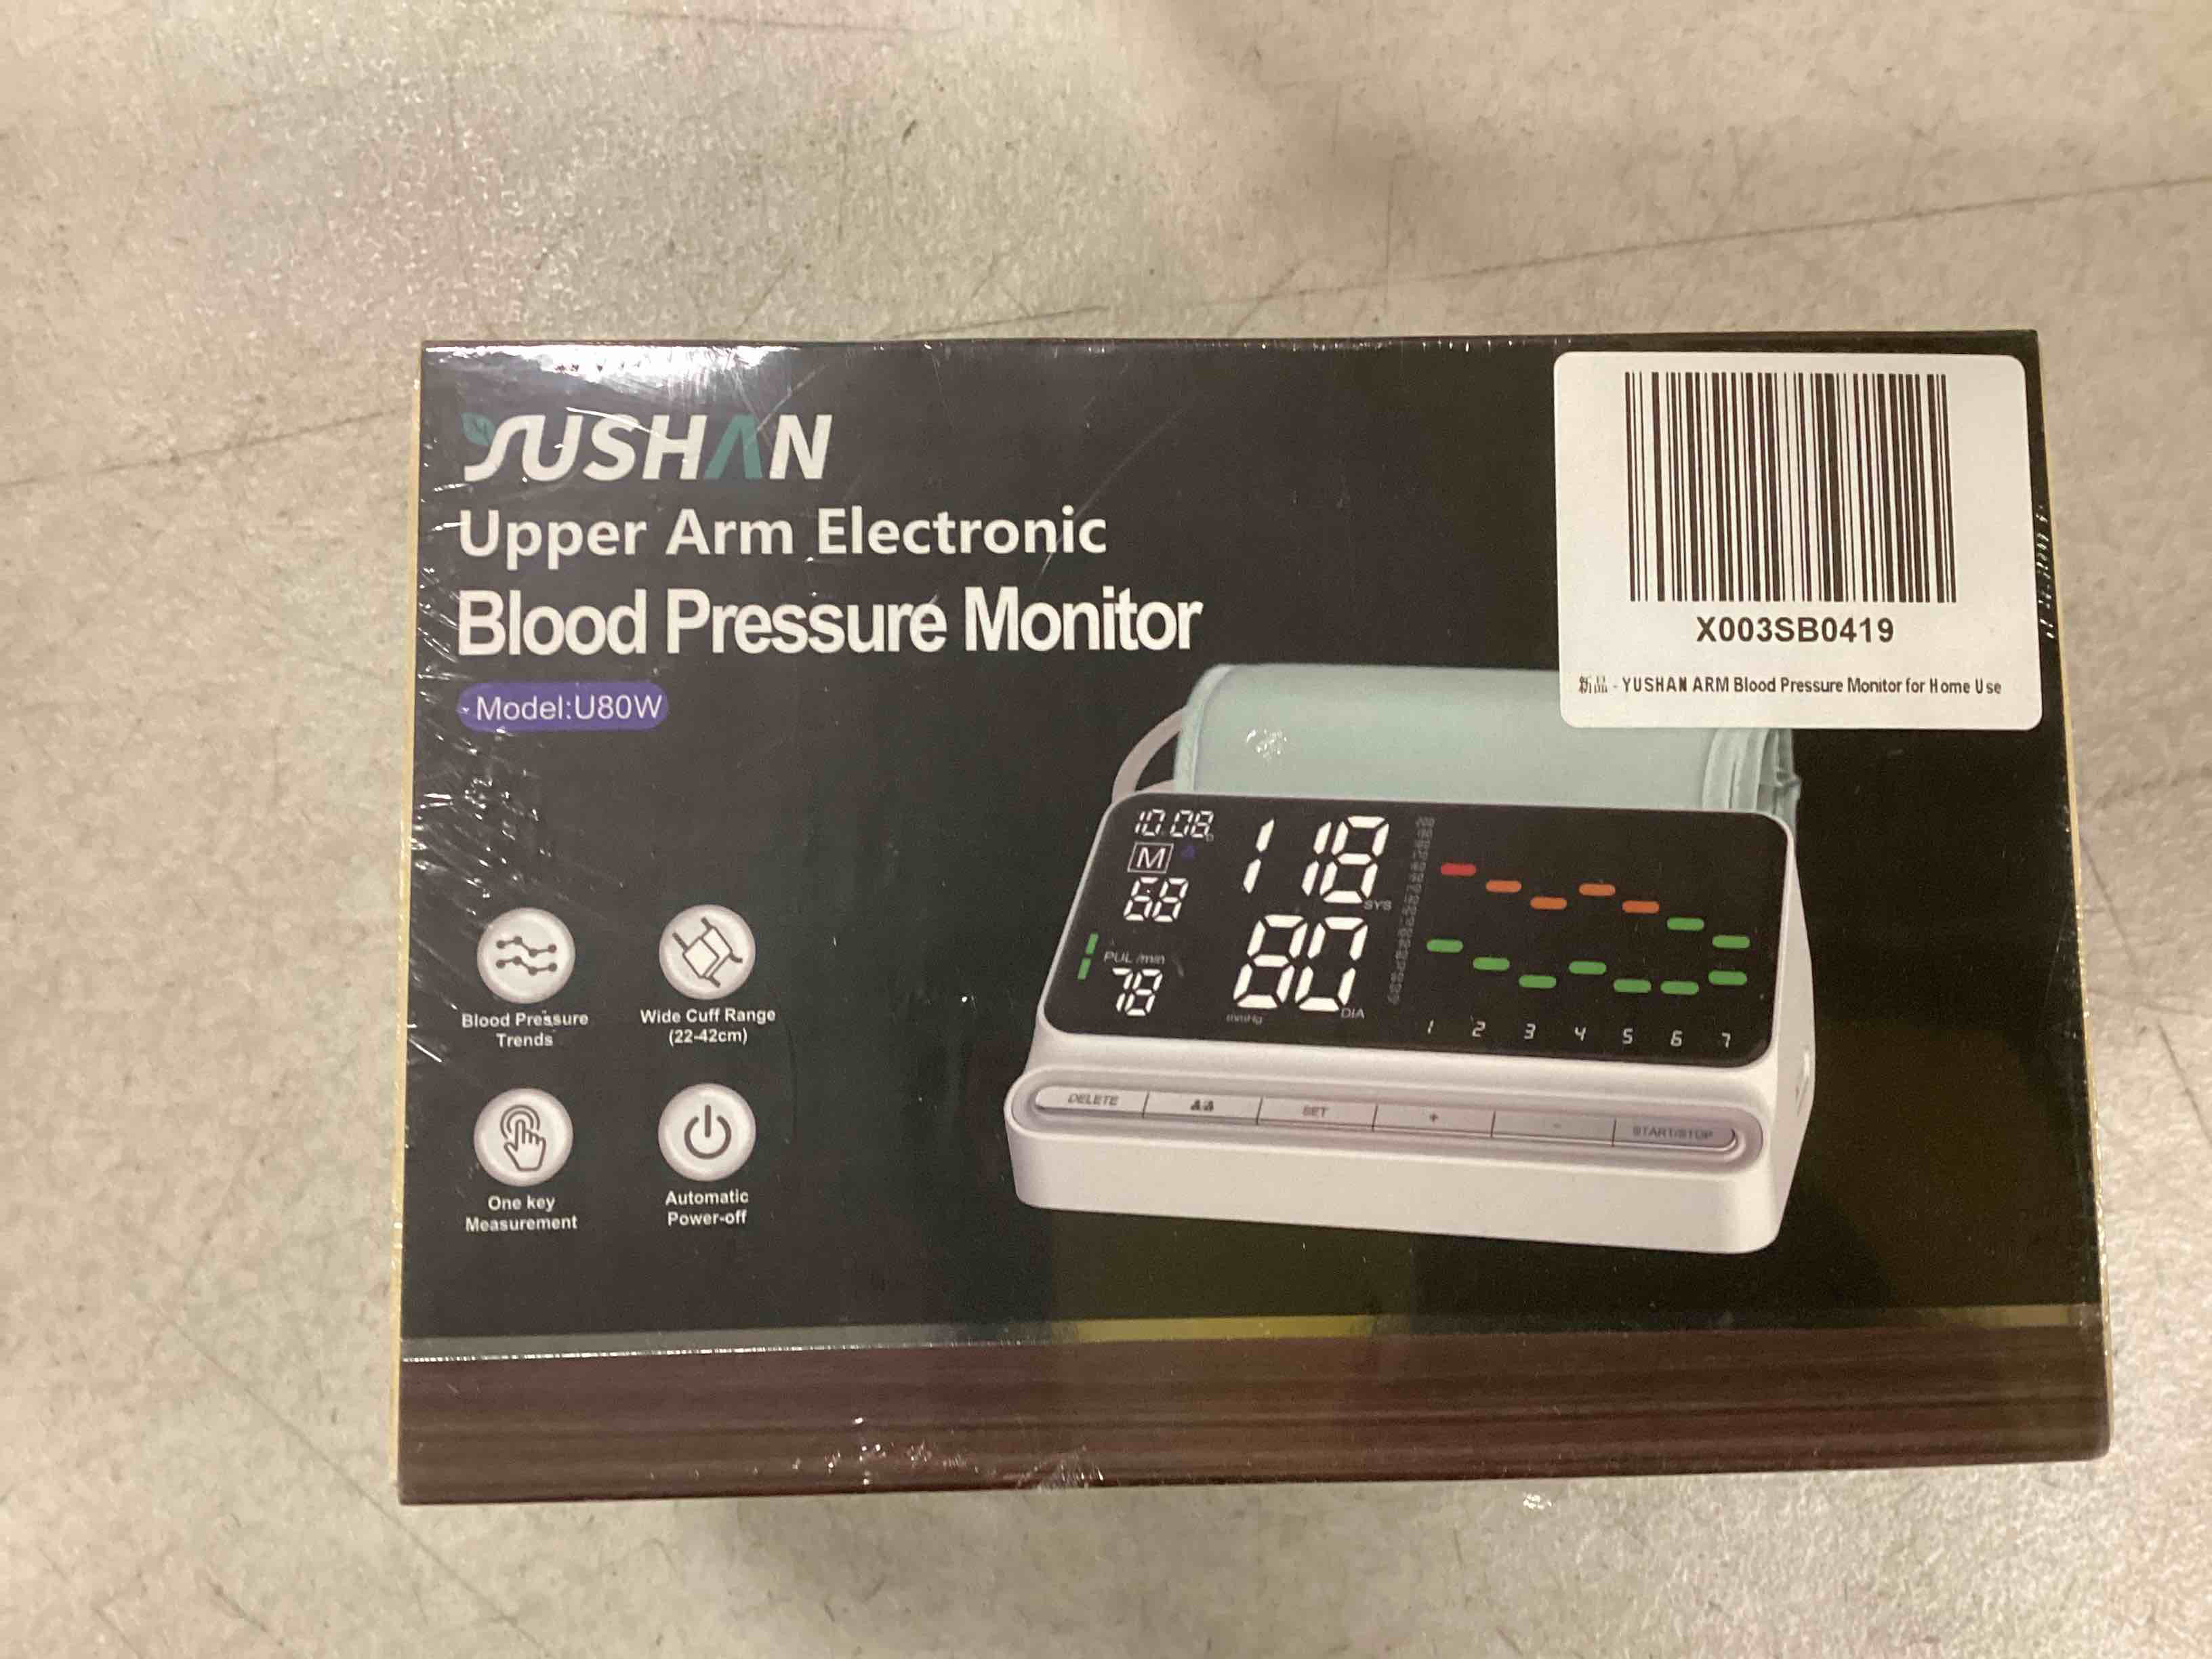 YUSHAN
Upper Arm Electronic
Blood Pressure Monitor
Model:U80W
X003SB0419
新品 - YUSHAN ARM Blood Pressure Monitor for Home Use
Blood Pressure
Trends
Wide Cuff Range
(22-42cm)
One key
Measurement
Automatic
Power-off
10:08
M
68
PUL /min
78
118
SYS
80
DIA
mmHg
1 2 3 4 5 6 7
DELETE
SET
+
-
START/STOP